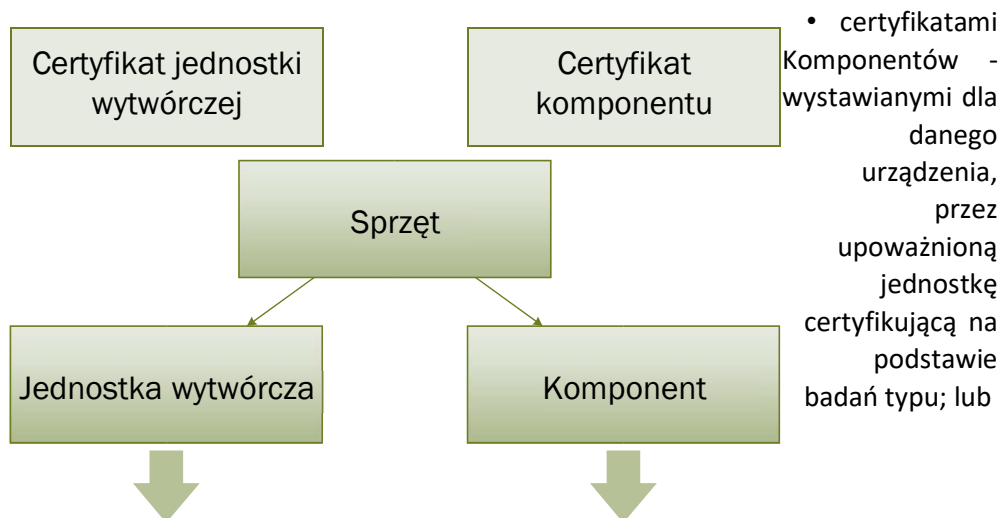 Certyfikat jednostki
wytwórczej
Certyfikat
komponentu
Sprzęt
Jednostka wytwórcza
Komponent
• certyfikatami
Komponentów -
wystawianymi dla
danego
urządzenia,
przez
upoważnioną
jednostkę
certyfikującą na
podstawie
badań typu; lub